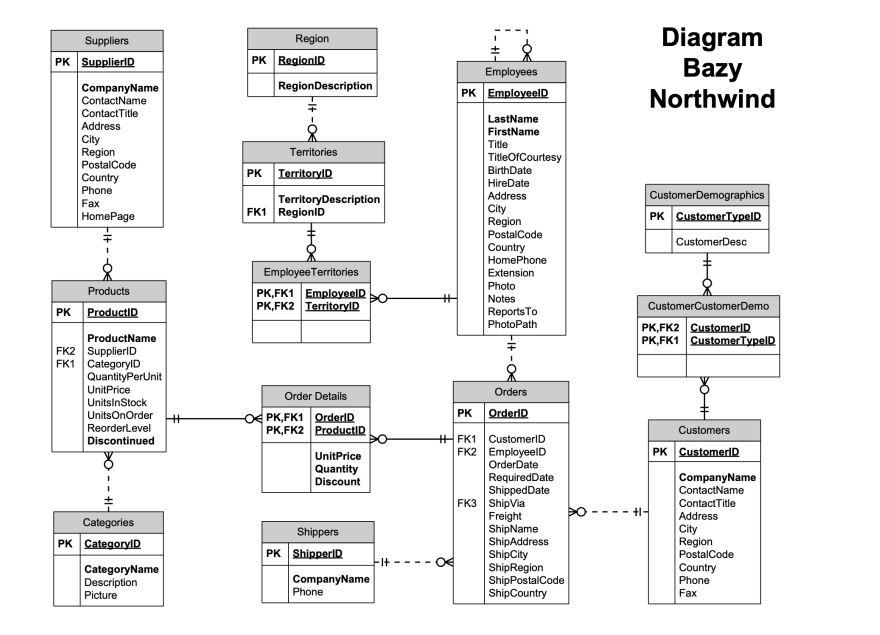 Diagram
Bazy
Northwind
Suppliers
PK SupplierID
CompanyName
ContactName
ContactTitle
Address
City
Region
PostalCode
Country
Phone
Fax
HomePage
Region
PK RegionID
RegionDescription
Employees
PK EmployeeID
LastName
FirstName
Title
TitleOfCourtesy
BirthDate
HireDate
Address
City
Region
PostalCode
Country
HomePhone
Extension
Photo
Notes
ReportsTo
PhotoPath
Territories
PK TerritoryID
TerritoryDescription
FK1 RegionID
CustomerDemographics
PK CustomerTypeID
CustomerDesc
EmployeeTerritories
PK,FK1 EmployeeID
PK,FK2 TerritoryID
Products
PK ProductID
ProductName
FK2 SupplierID
FK1 CategoryID
QuantityPerUnit
UnitPrice
UnitsInStock
UnitsOnOrder
ReorderLevel
Discontinued
CustomerCustomerDemo
PK,FK2 CustomerID
PK,FK1 CustomerTypeID
Order Details
PK,FK1 OrderID
PK,FK2 ProductID
UnitPrice
Quantity
Discount
Orders
PK OrderID
FK1 CustomerID
FK2 EmployeeID
OrderDate
RequiredDate
ShippedDate
FK3 ShipVia
Freight
ShipName
ShipAddress
ShipCity
ShipRegion
ShipPostalCode
ShipCountry
Customers
PK CustomerID
CompanyName
ContactName
ContactTitle
Address
City
Region
PostalCode
Country
Phone
Fax
Categories
PK CategoryID
CategoryName
Description
Picture
Shippers
PK ShipperID
CompanyName
Phone